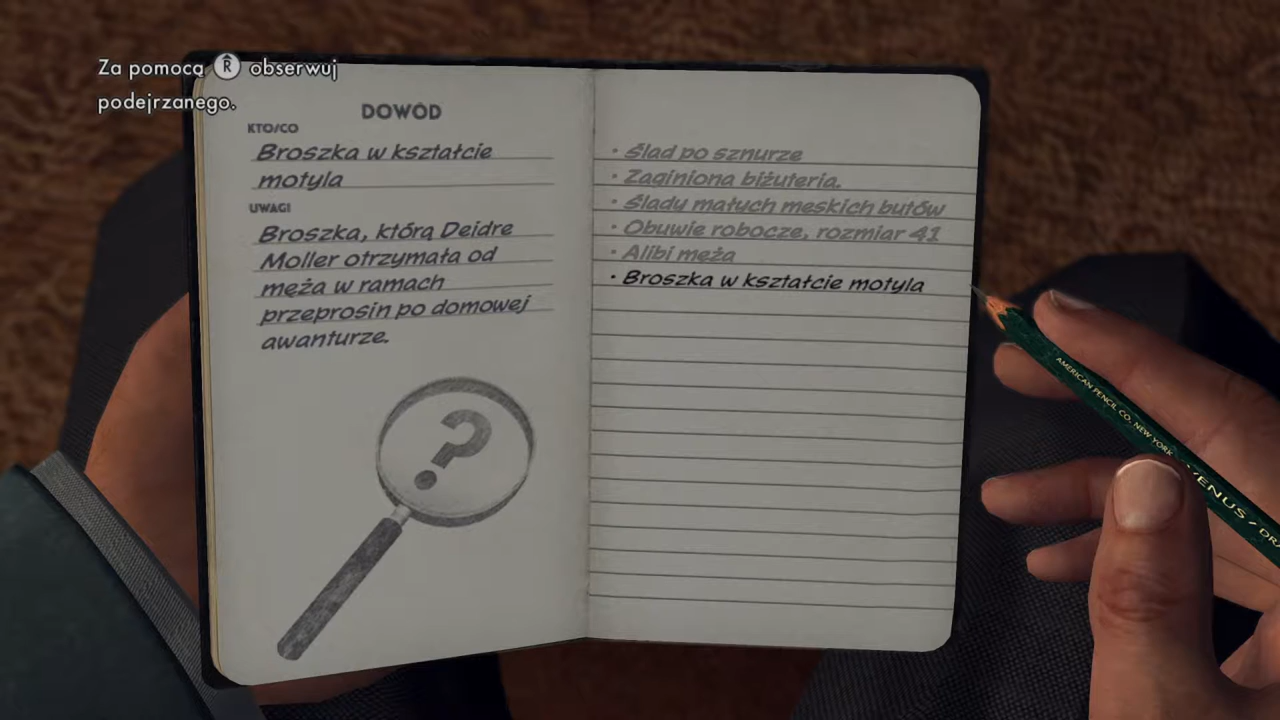 Za pomocą R obserwuj
podejrzanego.
DOWÓD
KTO/CO
Broszka w kształcie
motyla
UWAGI
Broszka, którą Deidre
Moller otrzymała od
męża w ramach
przeprosin po domowej
awanturze.
?
• Ślad po sznurze
• Zaginiona biżuteria.
• Ślady małych meskich butów
• Obuwie robocze, rozmiar 41
• Alibi męża
• Broszka w kształcie motyla
AMERICAN PENCIL CO. NEW YORK
VENUS/DRA